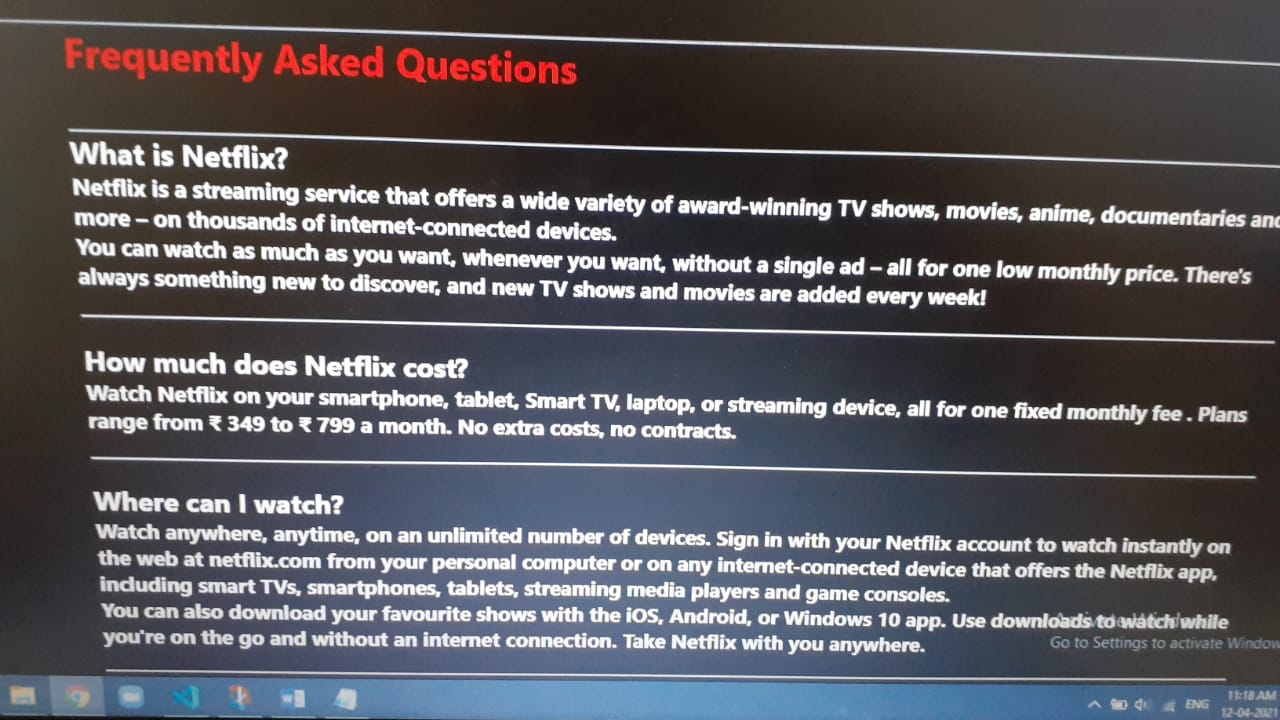 Frequently Asked Questions
What is Netflix?
Netflix is a streaming service that offers a wide variety of award-winning TV shows, movies, anime, documentaries and
more – on thousands of internet-connected devices.
You can watch as much as you want, whenever you want, without a single ad – all for one low monthly price. There's
always something new to discover, and new TV shows and movies are added every week!
How much does Netflix cost?
Watch Netflix on your smartphone, tablet, Smart TV, laptop, or streaming device, all for one fixed monthly fee . Plans
range from ₹ 349 to ₹ 799 a month. No extra costs, no contracts.
Where can I watch?
Watch anywhere, anytime, on an unlimited number of devices. Sign in with your Netflix account to watch instantly on
the web at netflix.com from your personal computer or on any internet-connected device that offers the Netflix app,
including smart TVs, smartphones, tablets, streaming media players and game consoles.
You can also download your favourite shows with the iOS, Android, or Windows 10 app. Use downloads to watch while
you're on the go and without an internet connection. Take Netflix with you anywhere.
Activate Windows
Go to Settings to activate Window
ENG
11:18 AM
12-04-2021